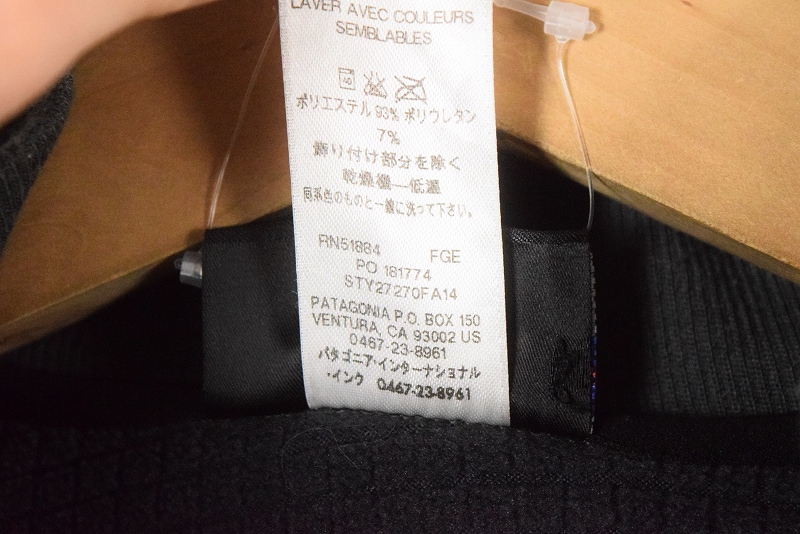 LAVER AVEC COULEURS
SEMBLABLES
40
ポリエステル 93% ポリウレタン
7%
飾り付け部分を除く
乾燥機—低温
同系色のものと一緒に洗って下さい。
RN51884 FGE
PO 181774
STY27270FA14
PATAGONIA P.O. BOX 150
VENTURA, CA 93002 US
0467-23-8961
パタゴニア・インターナショナル
・インク 0467-23-8961